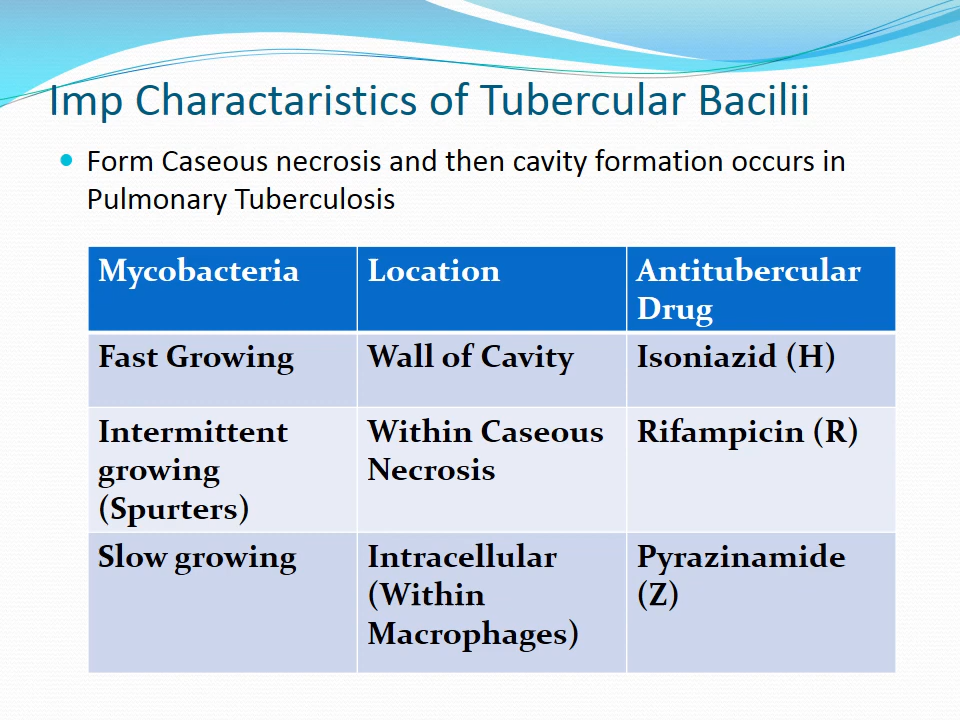 Imp Charactaristics of Tubercular Bacilii
Form Caseous necrosis and then cavity formation occurs in
Pulmonary Tuberculosis
Mycobacteria
Location
Antitubercular
Drug
Fast Growing
Wall of Cavity
Isoniazid (H)
Intermittent
growing
(Spurters)
Within Caseous
Necrosis
Rifampicin (R)
Slow growing
Intracellular
(Within
Macrophages)
Pyrazinamide
(Z)